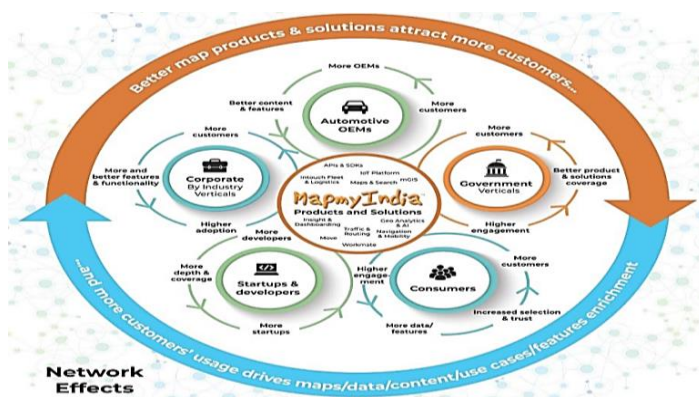 Better map products & solutions attract more customers...
More OEMs
Better content
& features
More
customers
Automotive
OEMs
More
customers
More and
better features
& functionality
Corporate
By Industry
Verticals
Higher
adoption
More
customers
Government
Verticals
Better product
& solutions
coverage
Higher
engagement
APIs & SDKs
IoT Platform
Intouch Fleet
& Logistics
Maps & Search
mGIS
MapmyIndia
Products and Solutions
Insight &
Dashboarding
Geo Analytics
& AI
Traffic &
Routing
Navigation
& Mobility
Move
Workmate
More
developers
More
depth &
coverage
Startups &
developers
More
startups
Higher
engage-
ment
More
customers
Consumers
More data/
features
Increased selection
& trust
...and more customers' usage drives maps/data/content/use cases/features enrichment
Network
Effects